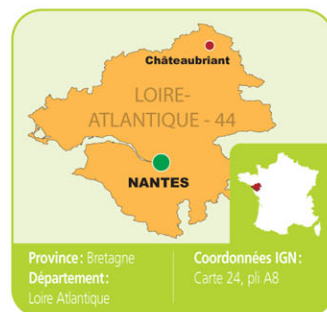 Châteaubriant
LOIRE-
ATLANTIQUE - 44
NANTES
Province : Bretagne
Département :
Loire Atlantique
Coordonnées IGN :
Carte 24, pli A8